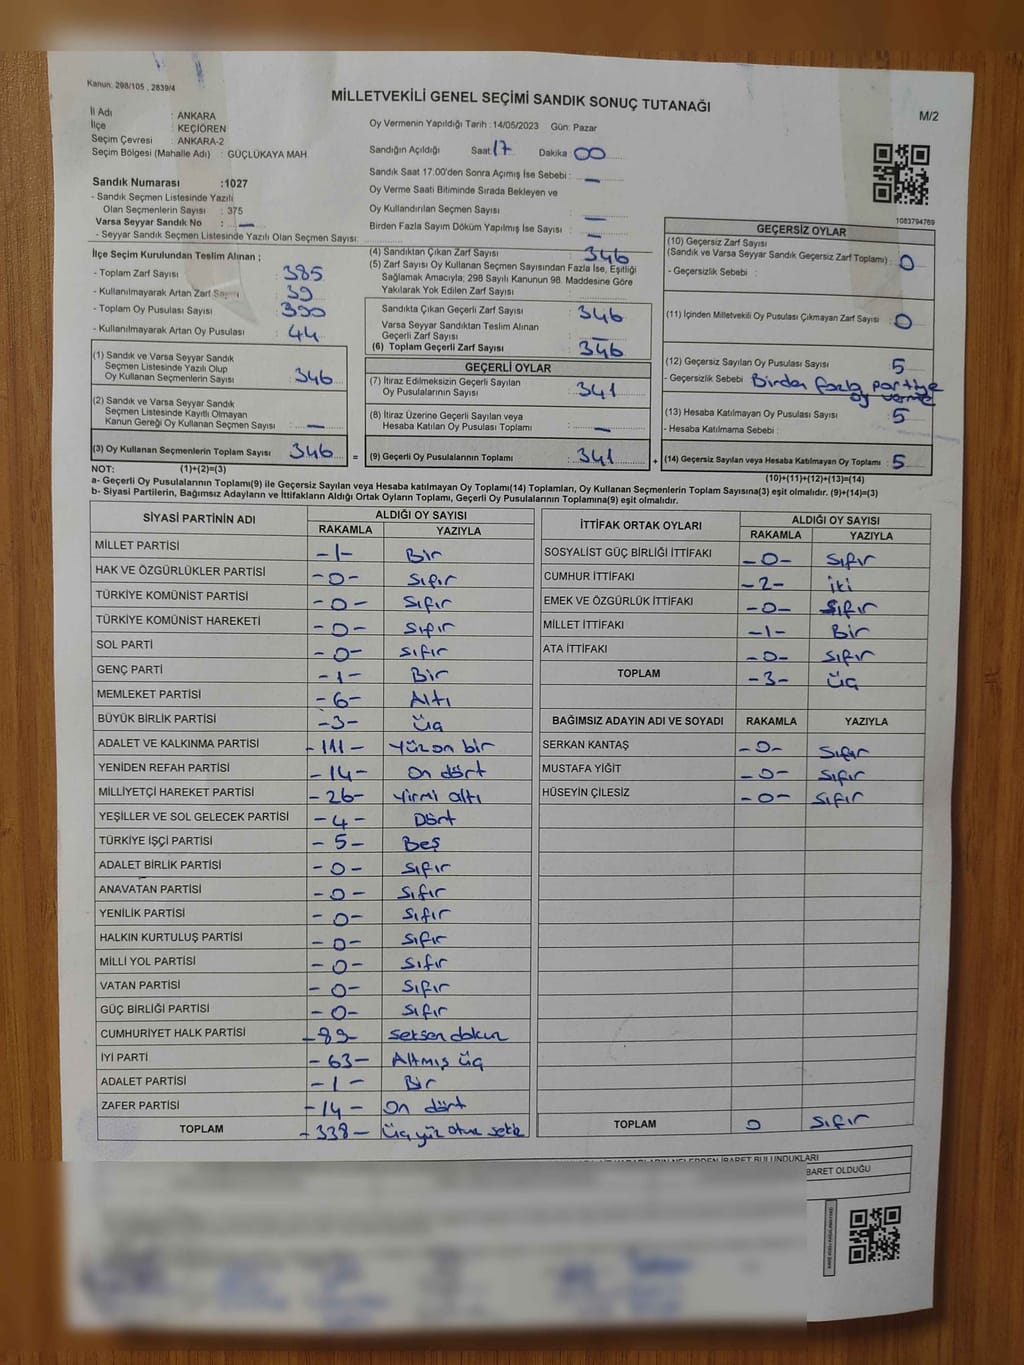 Kanun: 298/105 , 2839/4
MİLLETVEKİLİ GENEL SEÇİMİ SANDIK SONUÇ TUTANAĞI
M/2
İl Adı : ANKARA
İlçe : KEÇİÖREN
Seçim Çevresi : ANKARA-2
Seçim Bölgesi (Mahalle Adı) : GÜÇLÜKAYA MAH.
Sandık Numarası :1027
- Sandık Seçmen Listesinde Yazılı
Olan Seçmenlerin Sayısı : 375
Varsa Seyyar Sandık No : —
- Seyyar Sandık Seçmen Listesinde Yazılı Olan Seçmen Sayısı:
Oy Vermenin Yapıldığı Tarih :14/05/2023 Gün: Pazar
Sandığın Açıldığı Saat: 17 Dakika : 00
Sandık Saat 17:00'den Sonra Açımış İse Sebebi : —
Oy Verme Saati Bitiminde Sırada Bekleyen ve
Oy Kullandırılan Seçmen Sayısı : —
Birden Fazla Sayım Döküm Yapılmış İse Sayısı : —
1083794769
İlçe Seçim Kurulundan Teslim Alınan ;
- Toplam Zarf Sayısı : 385
- Kullanılmayarak Artan Zarf Sayısı : 39
- Toplam Oy Pusulası Sayısı : 390
- Kullanılmayarak Artan Oy Pusulası : 44
(1) Sandık ve Varsa Seyyar Sandık
Seçmen Listesinde Yazılı Olup
Oy Kullanan Seçmenlerin Sayısı : 346
(2) Sandık ve Varsa Seyyar Sandık
Seçmen Listesinde Kayıtlı Olmayan
Kanun Gereği Oy Kullanan Seçmen Sayısı : —
(3) Oy Kullanan Seçmenlerin Toplam Sayısı : 346 =
(4) Sandıktan Çıkan Zarf Sayısı : 346
(5) Zarf Sayısı Oy Kullanan Seçmen Sayısından Fazla İse, Eşitliği
Sağlamak Amacıyla; 298 Sayılı Kanunun 98. Maddesine Göre
Yakılarak Yok Edilen Zarf Sayısı :
Sandıkta Çıkan Geçerli Zarf Sayısı : 346
Varsa Seyyar Sandıktan Teslim Alınan
Geçerli Zarf Sayısı : —
(6) Toplam Geçerli Zarf Sayısı : 346
GEÇERLİ OYLAR
(7) İtiraz Edilmeksizin Geçerli Sayılan
Oy Pusulalarının Sayısı : 341
(8) İtiraz Üzerine Geçerli Sayılan veya
Hesaba Katılan Oy Pusulası Toplamı : —
(9) Geçerli Oy Pusulalarının Toplamı : 341 +
GEÇERSİZ OYLAR
(10) Geçersiz Zarf Sayısı
(Sandık ve Varsa Seyyar Sandık Geçersiz Zarf Toplamı) : 0
- Geçersizlik Sebebi :
(11) İçinden Milletvekili Oy Pusulası Çıkmayan Zarf Sayısı : 0
(12) Geçersiz Sayılan Oy Pusulası Sayısı : 5
- Geçersizlik Sebebi : Birden fazla partiye
oy verme
(13) Hesaba Katılmayan Oy Pusulası Sayısı : 5
- Hesaba Katılmama Sebebi :
(14) Geçersiz Sayılan veya Hesaba Katılmayan Oy Toplamı : 5
NOT: (1)+(2)=(3)
(10)+(11)+(12)+(13)=(14)
a- Geçerli Oy Pusulalarının Toplamı(9) ile Geçersiz Sayılan veya Hesaba katılmayan Oy Toplamı(14) Toplamları, Oy Kullanan Seçmenlerin Toplam Sayısına(3) eşit olmalıdır. (9)+(14)=(3)
b- Siyasi Partilerin, Bağımsız Adayların ve İttifakların Aldığı Ortak Oyların Toplamı, Geçerli Oy Pusulalarının Toplamına(9) eşit olmalıdır.
SİYASİ PARTİNİN ADI ALDIĞI OY SAYISI
RAKAMLA YAZIYLA
MİLLET PARTİSİ -1- Bir
HAK VE ÖZGÜRLÜKLER PARTİSİ -0- Sıfır
TÜRKİYE KOMÜNİST PARTİSİ -0- Sıfır
TÜRKİYE KOMÜNİST HAREKETİ -0- Sıfır
SOL PARTİ -0- Sıfır
GENÇ PARTİ -1- Bir
MEMLEKET PARTİSİ -6- Altı
BÜYÜK BİRLİK PARTİSİ -3- Üç
ADALET VE KALKINMA PARTİSİ -111- Yüz on bir
YENİDEN REFAH PARTİSİ -14- On dört
MİLLİYETÇİ HAREKET PARTİSİ -26- Yirmi altı
YEŞİLLER VE SOL GELECEK PARTİSİ -4- Dört
TÜRKİYE İŞÇİ PARTİSİ -5- Beş
ADALET BİRLİK PARTİSİ -0- Sıfır
ANAVATAN PARTİSİ -0- Sıfır
YENİLİK PARTİSİ -0- Sıfır
HALKIN KURTULUŞ PARTİSİ -0- Sıfır
MİLLİ YOL PARTİSİ -0- Sıfır
VATAN PARTİSİ -0- Sıfır
GÜÇ BİRLİĞİ PARTİSİ -0- Sıfır
CUMHURİYET HALK PARTİSİ -89- Seksen dokuz
İYİ PARTİ -63- Altmış üç
ADALET PARTİSİ -1- Bir
ZAFER PARTİSİ -14- On dört
TOPLAM -338- Üç yüz otuz sekiz
İTTİFAK ORTAK OYLARI ALDIĞI OY SAYISI
RAKAMLA YAZIYLA
SOSYALİST GÜÇ BİRLİĞİ İTTİFAKI -0- Sıfır
CUMHUR İTTİFAKI -2- iki
EMEK VE ÖZGÜRLÜK İTTİFAKI -0- Sıfır
MİLLET İTTİFAKI -1- Bir
ATA İTTİFAKI -0- Sıfır
TOPLAM -3- Üç
BAĞIMSIZ ADAYIN ADI VE SOYADI RAKAMLA YAZIYLA
SERKAN KANTAŞ -0- Sıfır
MUSTAFA YİĞİT -0- Sıfır
HÜSEYİN ÇİLESİZ -0- Sıfır
TOPLAM 0 Sıfır
NELERDEN İBARET BULUNDUKLARI
BARET OLDUĞU